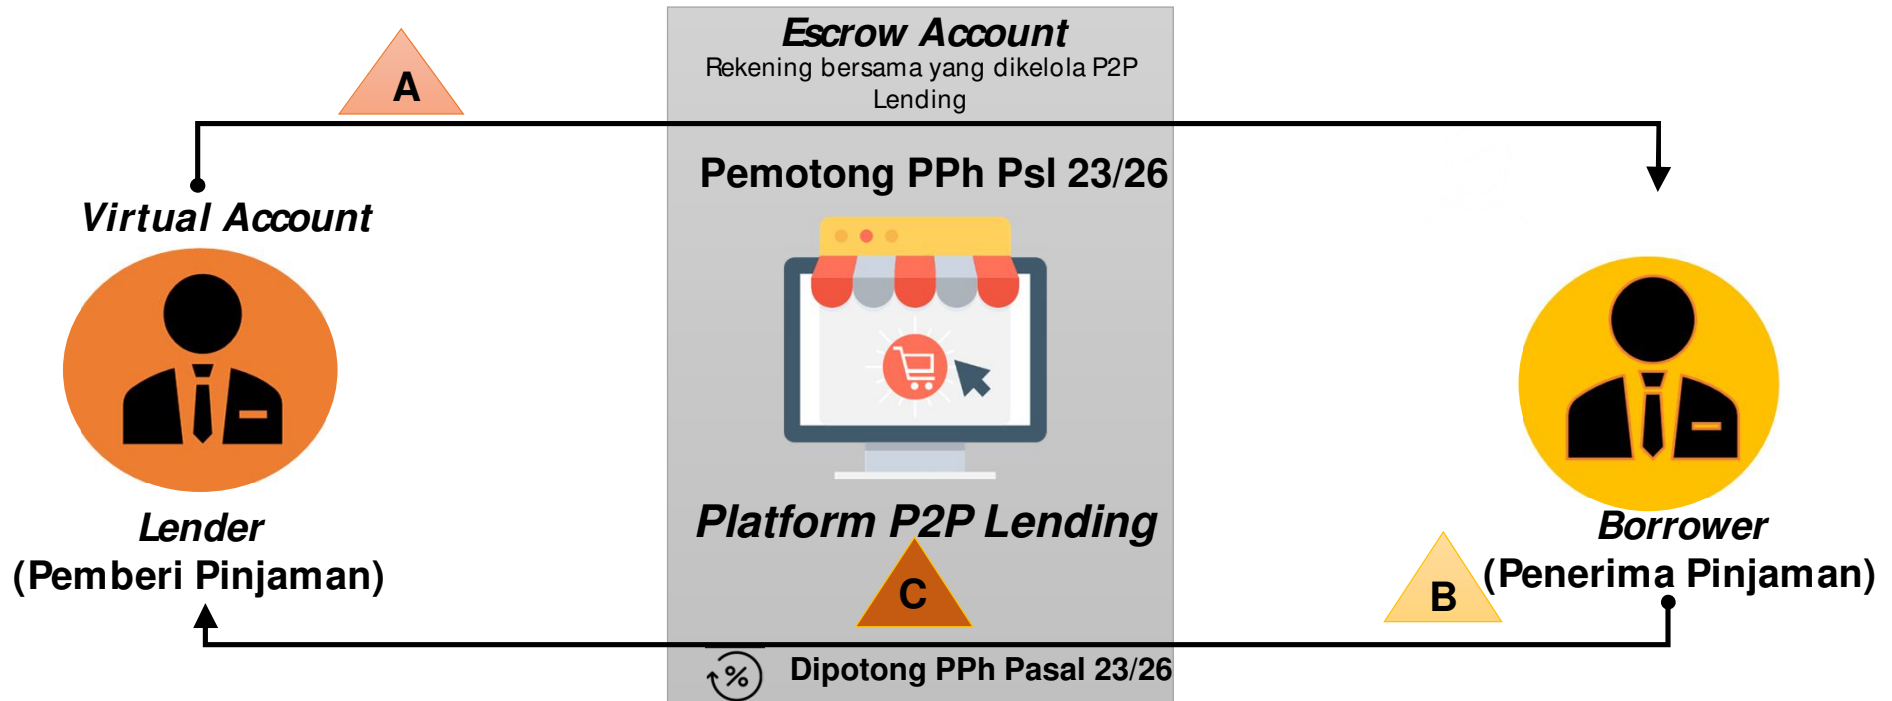 Escrow Account
Rekening bersama yang dikelola P2P
Lending
A
Pemotong PPh Psl 23/26
Virtual Account
Platform P2P Lending
Lender
(Pemberi Pinjaman)
Borrower
(Penerima Pinjaman)
C
B
% Dipotong PPh Pasal 23/26